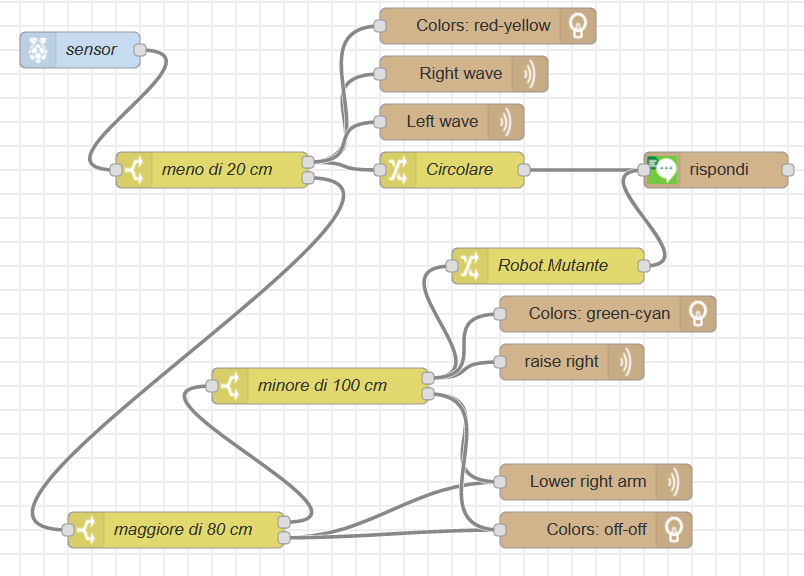 Colors: red-yellow
sensor
Right wave
Left wave
meno di 20 cm
Circolare
rispondi
Robot.Mutante
Colors: green-cyan
raise right
minore di 100 cm
Lower right arm
maggiore di 80 cm
Colors: off-off